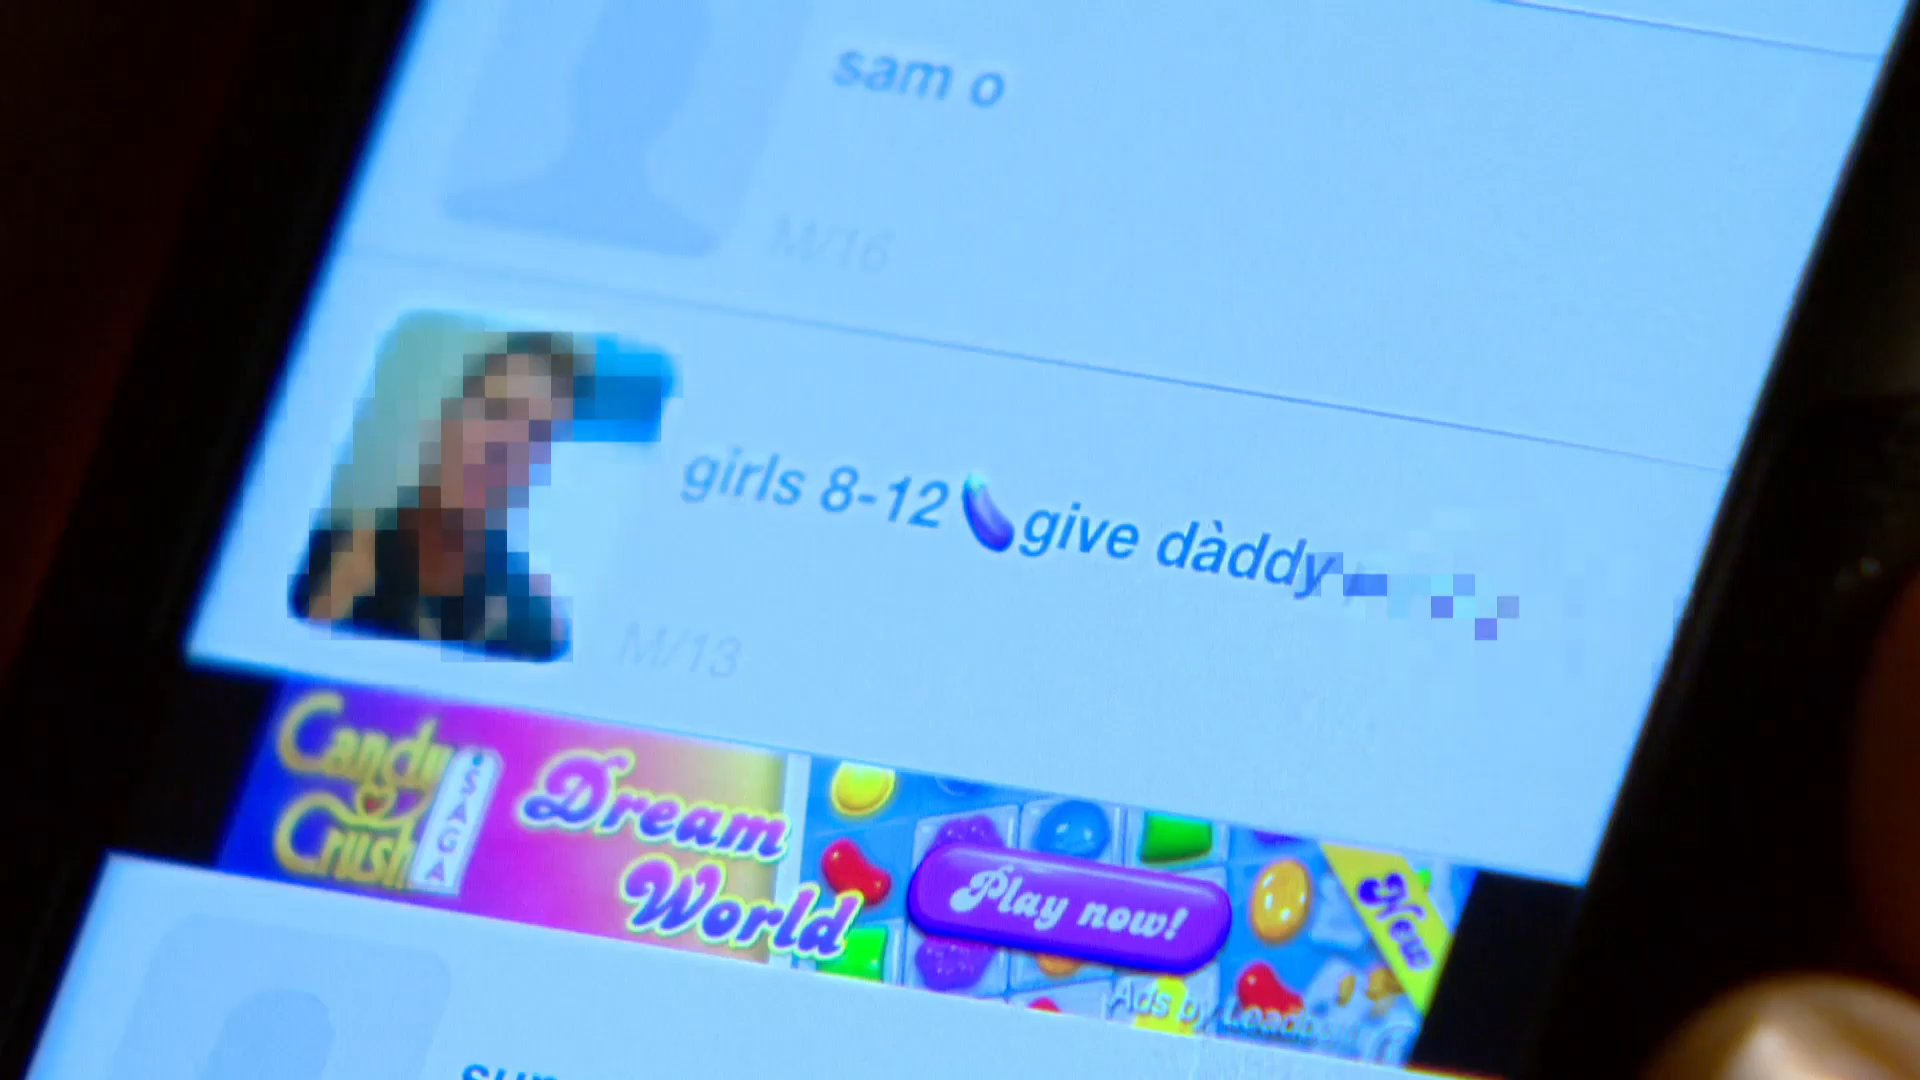 sam o
M/16
girls 8-12🍆give dàddy
M/13
Candy Crush SAGA
Dream World
Play now!
New
Ads by